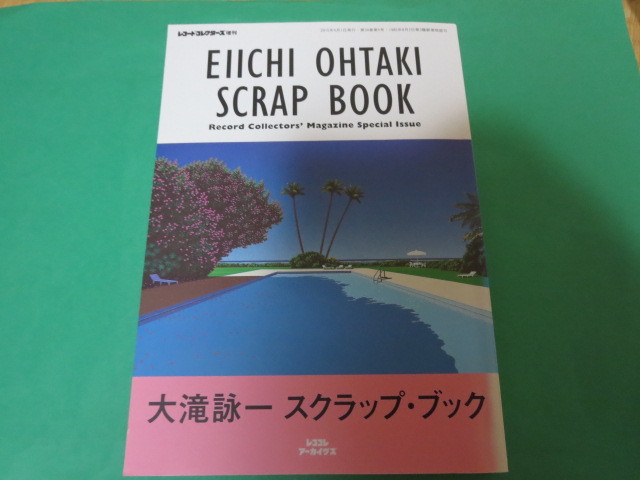 レコード・コレクターズ増刊
EIICHI OHTAKI
SCRAP BOOK
Record Collectors' Magazine Special Issue
大滝詠一 スクラップ・ブック
レココレ
アーカイヴズ